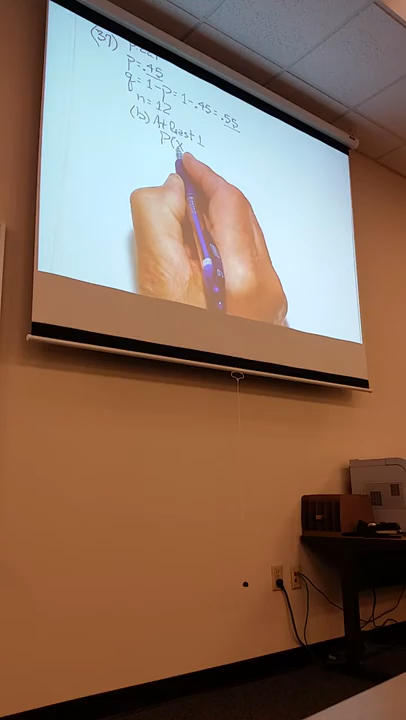 (37)
p = .45
q = 1 - p = 1 - .45 = .55
n = 12
(b) At least 1
P(x